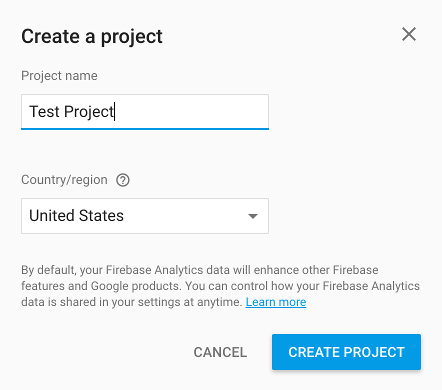 Create a project
Project name
Test Project
Country/region
United States
By default, your Firebase Analytics data will enhance other Firebase
features and Google products. You can control how your Firebase Analytics
data is shared in your settings at anytime. Learn more
CANCEL
CREATE PROJECT